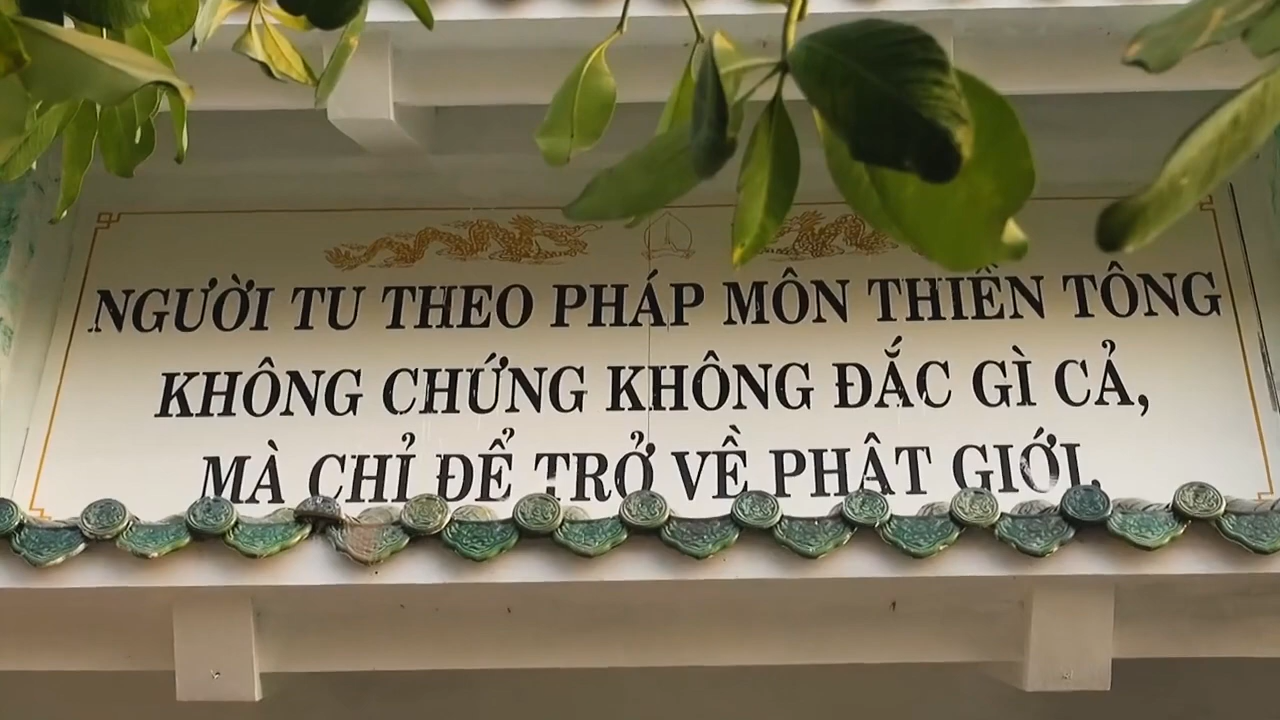 NGƯỜI TU THEO PHÁP MÔN THIỀN TÔNG
KHÔNG CHỨNG KHÔNG ĐẮC GÌ CẢ,
MÀ CHỈ ĐỂ TRỞ VỀ PHẬT GIỚI.